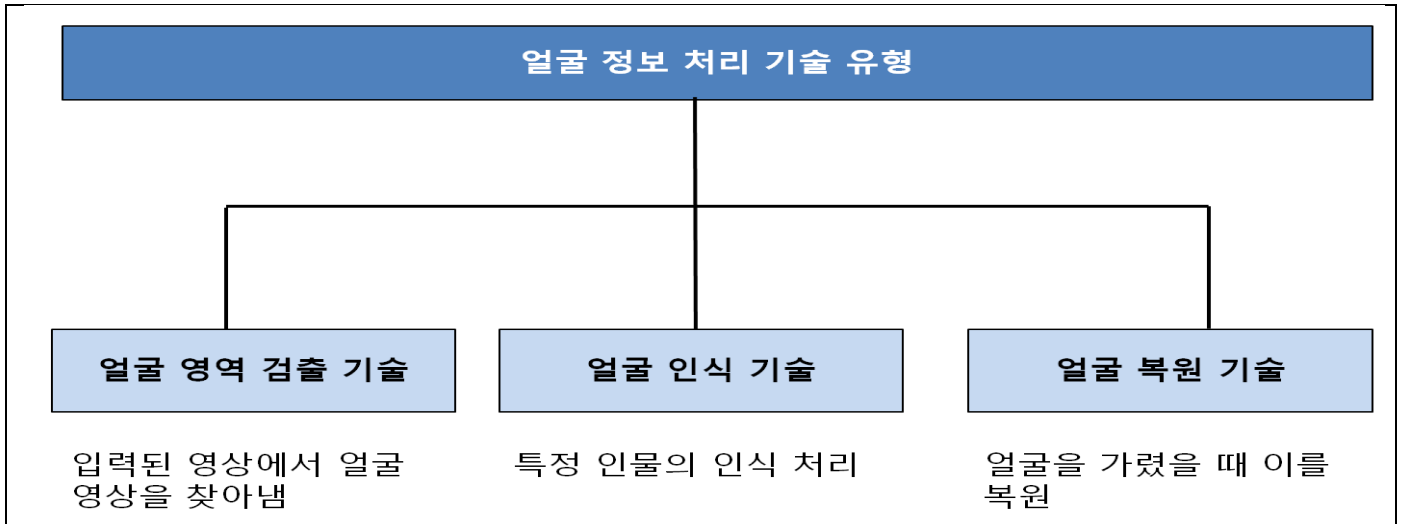 얼굴 정보 처리 기술 유형
얼굴 영역 검출 기술
얼굴 인식 기술
얼굴 복원 기술
입력된 영상에서 얼굴
영상을 찾아냄
특정 인물의 인식 처리
얼굴을 가렸을 때 이를
복원